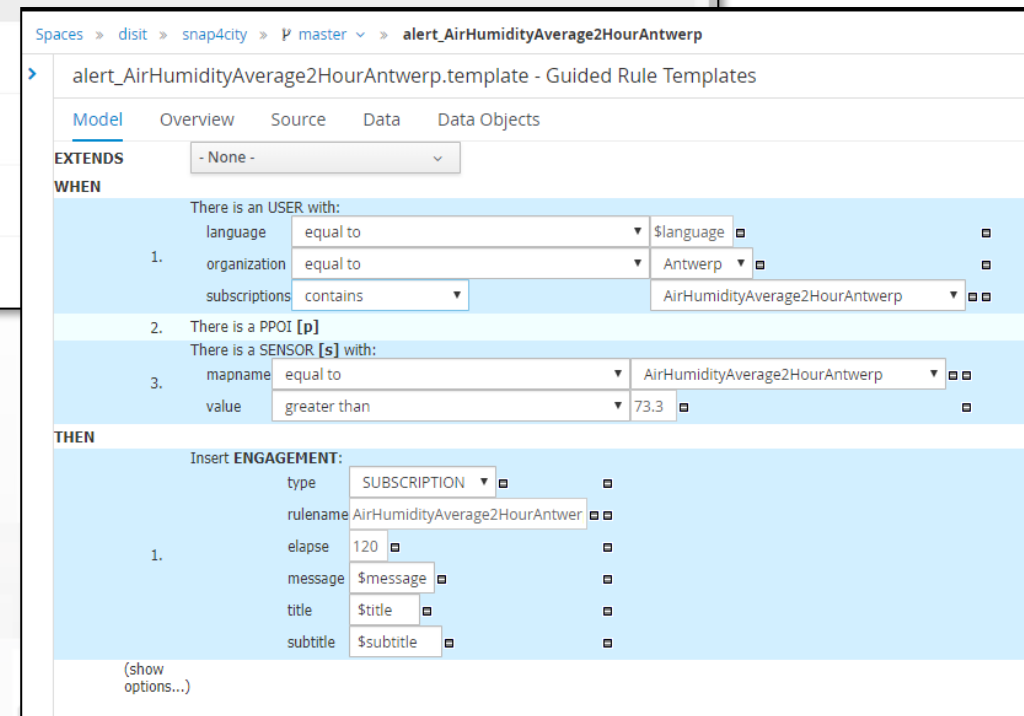 Spaces » disit » snap4city » master » alert_AirHumidityAverage2HourAntwerp
alert_AirHumidityAverage2HourAntwerp.template - Guided Rule Templates
Model Overview Source Data Data Objects
EXTENDS - None -
WHEN
There is an USER with:
language equal to $language
1.
organization equal to Antwerp
subscriptions contains AirHumidityAverage2HourAntwerp
2. There is a PPOI [p]
There is a SENSOR [s] with:
mapname equal to AirHumidityAverage2HourAntwerp
3.
value greater than 73.3
THEN
Insert ENGAGEMENT:
type SUBSCRIPTION
rulename AirHumidityAverage2HourAntwer
elapse 120
1.
message $message
title $title
subtitle $subtitle
(show
options...)